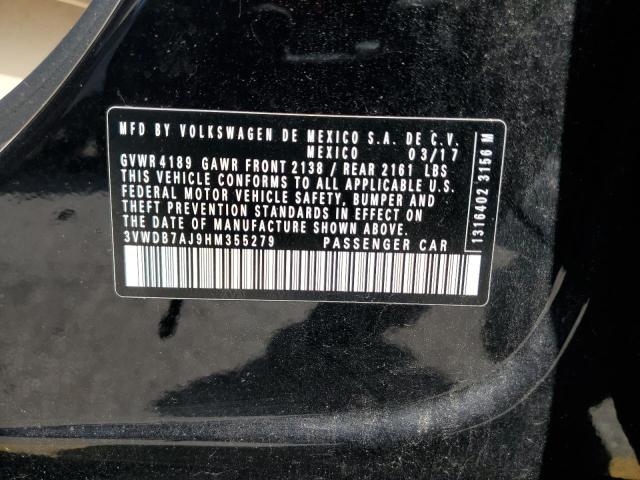 MFD BY VOLKSWAGEN DE MEXICO S.A. DE C.V.
MEXICO 03/17
GVWR 4189 GAWR FRONT 2138 / REAR 2161 LBS
THIS VEHICLE CONFORMS TO ALL APPLICABLE U.S.
FEDERAL MOTOR VEHICLE SAFETY, BUMPER AND
THEFT PREVENTION STANDARDS IN EFFECT ON
THE DATE OF MANUFACTURE SHOWN ABOVE.
3VWDB7AJ9HM355279 PASSENGER CAR
1316402 3156 M